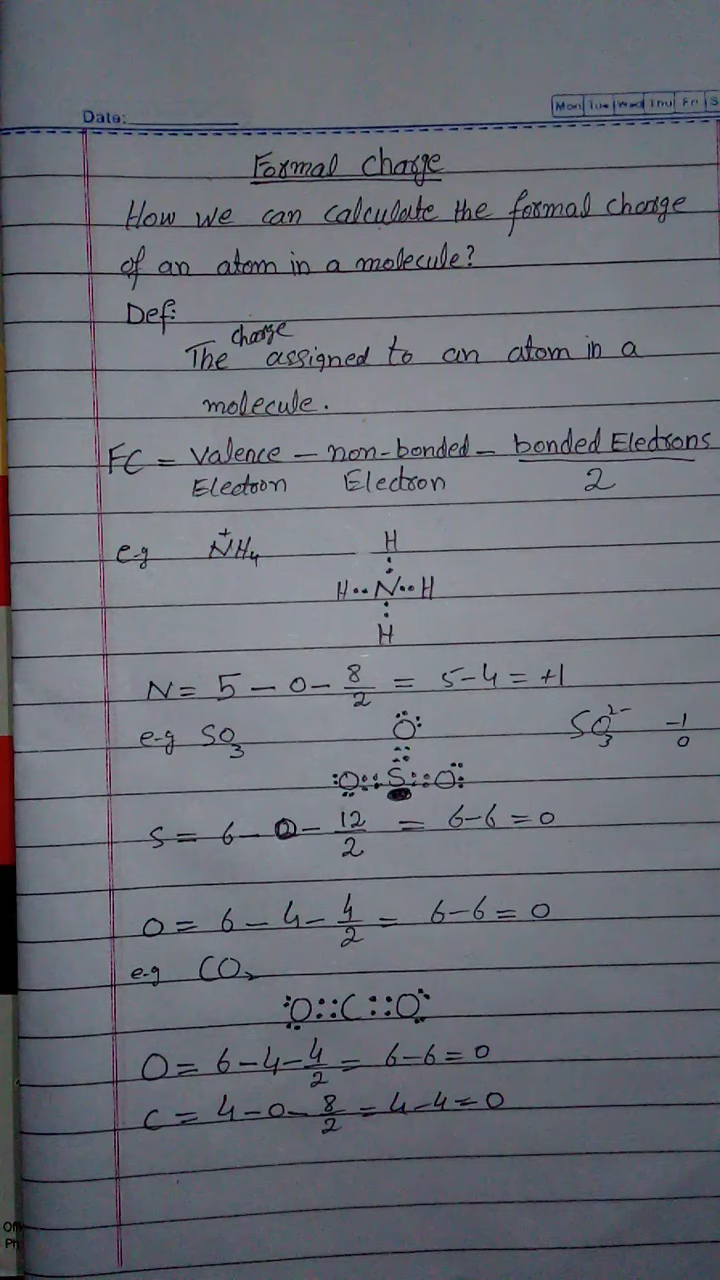 Date:
Mon Tue Wed Thu Fri S
Formal charge
How we can calculate the formal charge
of an atom in a molecule?
Def:
charge
The assigned to an atom in a
molecule.
FC = Valence – non-bonded – bonded Electrons
Electron Electron 2
e.g N⁺H₄ H
H··N··H
H
N = 5 – 0 – 8/2 = 5-4 = +1
e.g SO₃ O SO₃²⁻ -1
0
:O::S::O:
S = 6 – 0 – 12/2 = 6-6 = 0
O = 6 – 4 – 4/2 = 6-6 = 0
e.g CO₂
:O::C::O:
O = 6-4-4/2 = 6-6 = 0
C = 4-0-8/2 = 4-4 = 0
Ph